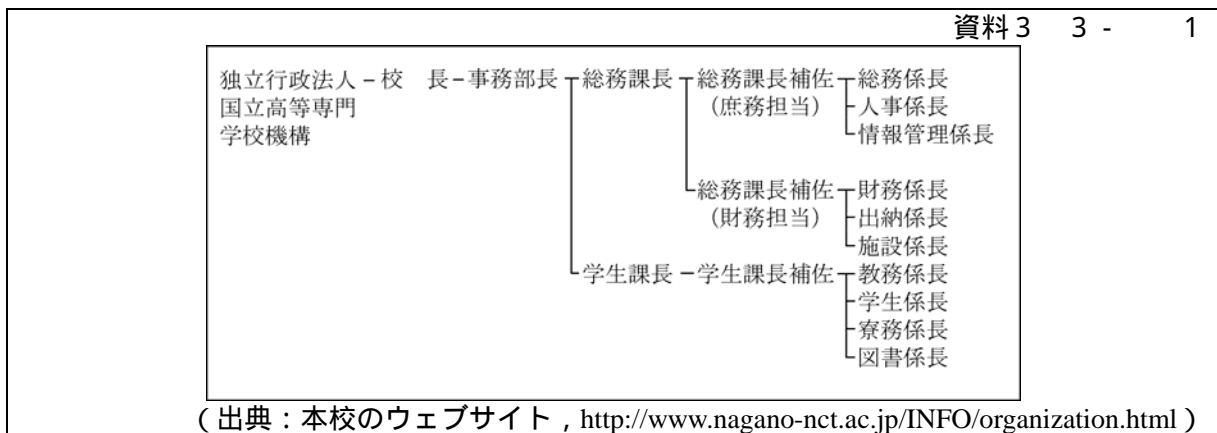 資料3 3- 1
独立行政法人-校 長-事務部長 総務課長 総務課長補佐 総務係長
国立高等専門 (庶務担当) 人事係長
学校機構 情報管理係長
総務課長補佐 財務係長
(財務担当) 出納係長
施設係長
学生課長-学生課長補佐 教務係長
学生係長
寮務係長
図書係長
(出典:本校のウェブサイト,http://www.nagano-nct.ac.jp/INFO/organization.html)